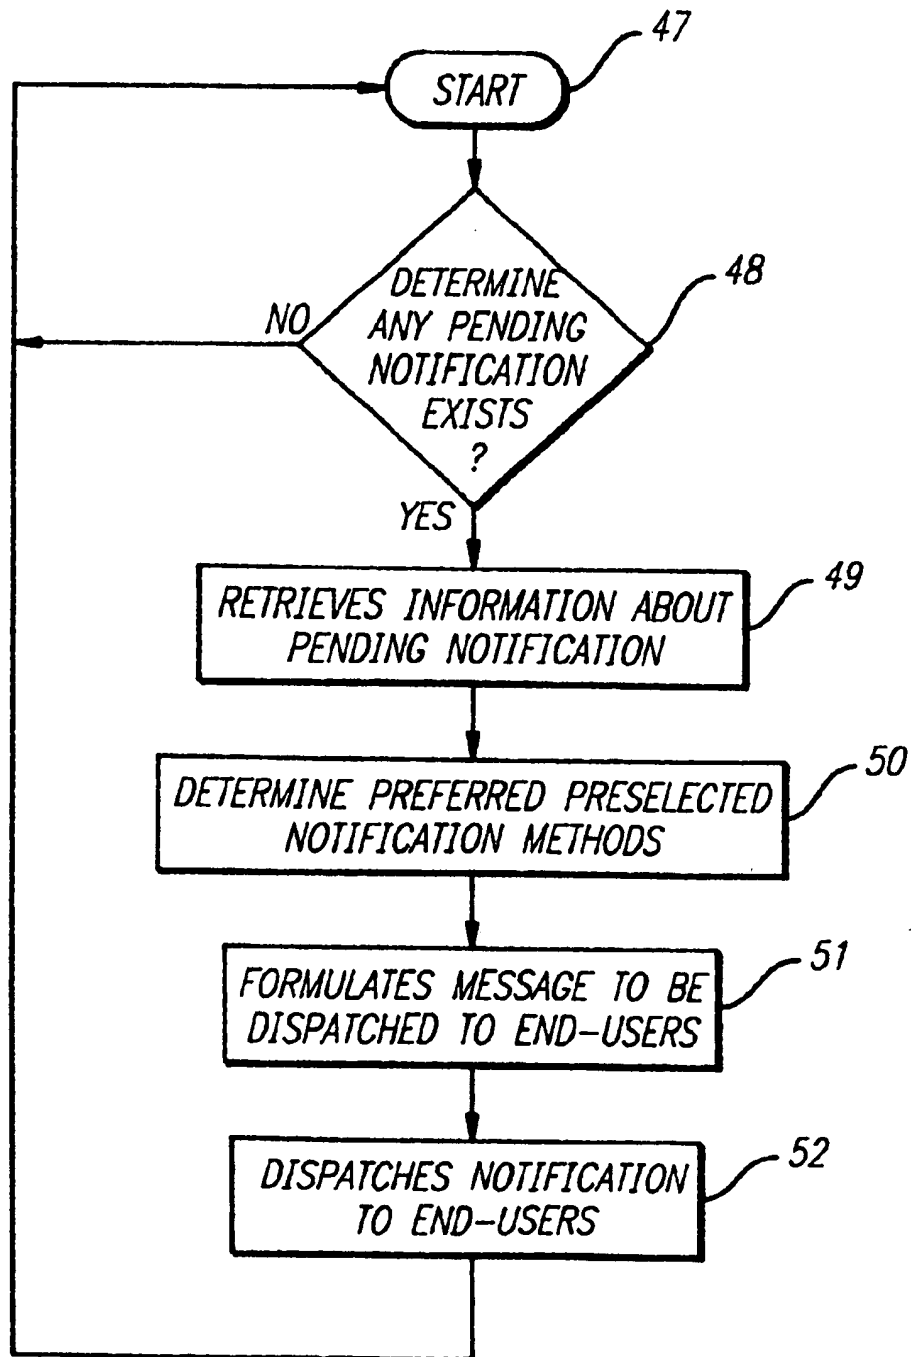 47
START
48
DETERMINE
ANY PENDING
NOTIFICATION
EXISTS
?
NO
YES
49
RETRIEVES INFORMATION ABOUT
PENDING NOTIFICATION
50
DETERMINE PREFERRED PRESELECTED
NOTIFICATION METHODS
51
FORMULATES MESSAGE TO BE
DISPATCHED TO END-USERS
52
DISPATCHES NOTIFICATION
TO END-USERS